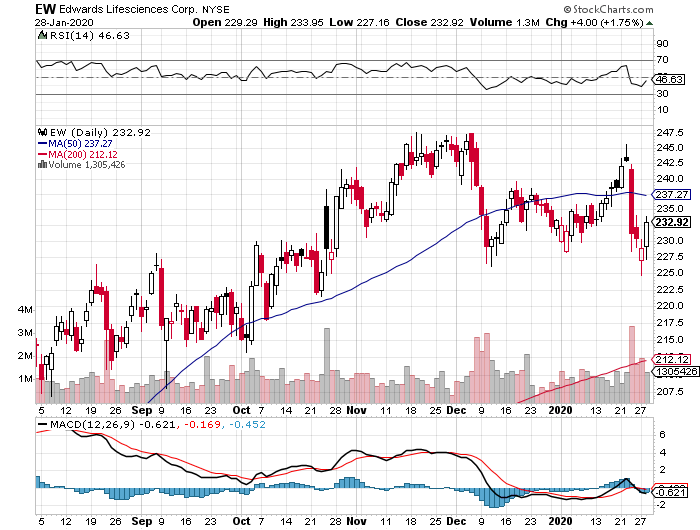 EW Edwards Lifesciences Corp. NYSE © StockCharts.com
28-Jan-2020 Open 229.29 High 233.95 Low 227.16 Close 232.92 Volume 1.3M Chg +4.00 (+1.75%)
RSI(14) 46.63
90
70
50
46.63
30
10
EW (Daily) 232.92
MA(50) 237.27
MA(200) 212.12
Volume 1,305,426
247.5
245.0
242.5
240.0
237.27
235.0
232.92
230.0
227.5
225.0
222.5
220.0
217.5
215.0
212.12
1305426
207.5
4M
3M
2M
1M
5 12 19 26 Sep 9 16 23 Oct 7 14 21 28 Nov 11 18 25 Dec 9 16 23 2020 13 21 27
MACD(12,26,9) -0.621, -0.169, -0.452
6
4
2
-0.621
-2
5 12 19 26 Sep 9 16 23 Oct 7 14 21 28 Nov 11 18 25 Dec 9 16 23 2020 13 21 27